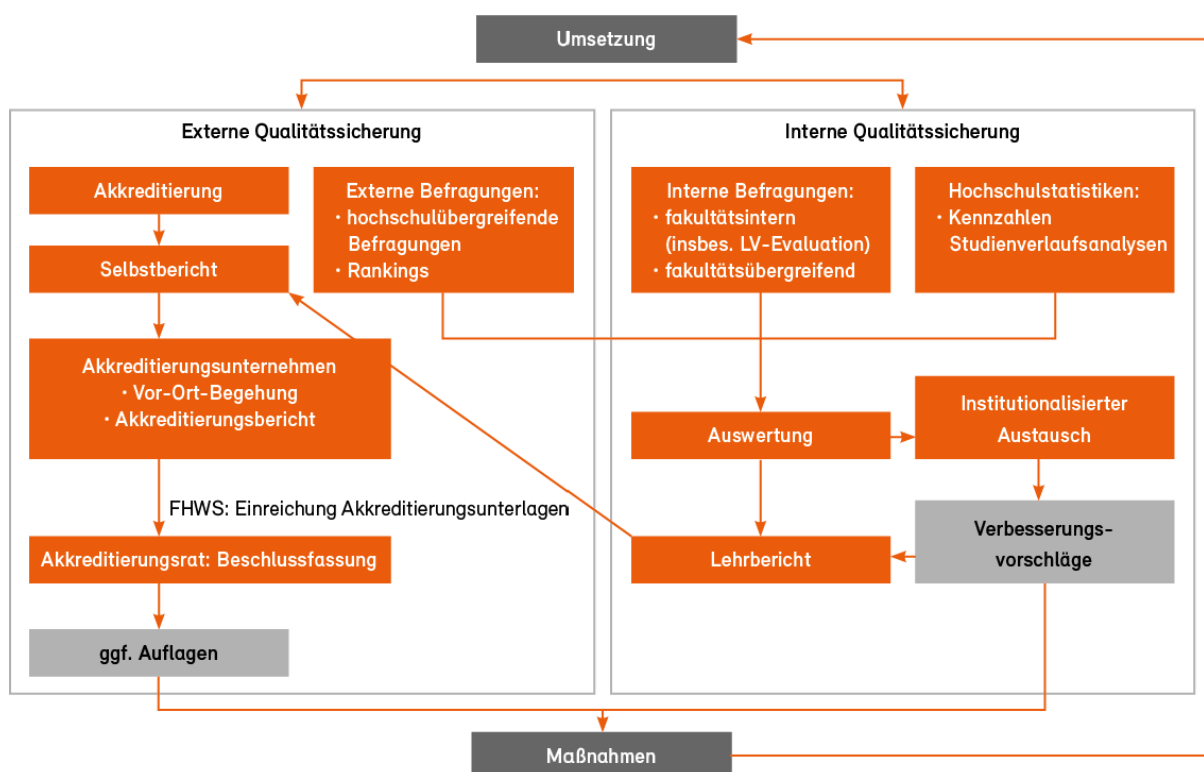 Umsetzung
Externe Qualitätssicherung
Akkreditierung
Selbstbericht
Externe Befragungen:
· hochschulübergreifende
Befragungen
· Rankings
Akkreditierungsunternehmen
· Vor-Ort-Begehung
· Akkreditierungsbericht
FHWS: Einreichung Akkreditierungsunterlagen
Akkreditierungsrat: Beschlussfassung
ggf. Auflagen
Interne Qualitätssicherung
Interne Befragungen:
· fakultätsintern
(insbes. LV-Evaluation)
· fakultätsübergreifend
Hochschulstatistiken:
· Kennzahlen
Studienverlaufsanalysen
Auswertung
Institutionalisierter
Austausch
Lehrbericht
Verbesserungs-
vorschläge
Maßnahmen